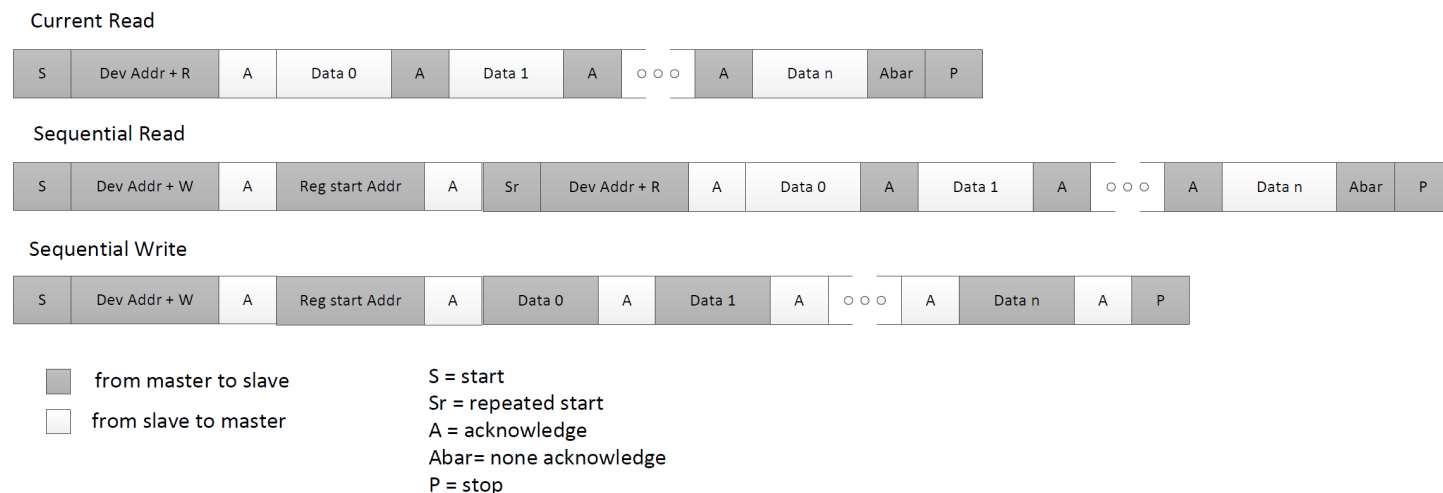 Current Read
S Dev Addr + R A Data 0 A Data 1 A A Data n Abar P
Sequential Read
S Dev Addr + W A Reg start Addr A Sr Dev Addr + R A Data 0 A Data 1 A A Data n Abar P
Sequential Write
S Dev Addr + W A Reg start Addr A Data 0 A Data 1 A A Data n A P
from master to slave
from slave to master
S = start
Sr = repeated start
A = acknowledge
Abar= none acknowledge
P = stop